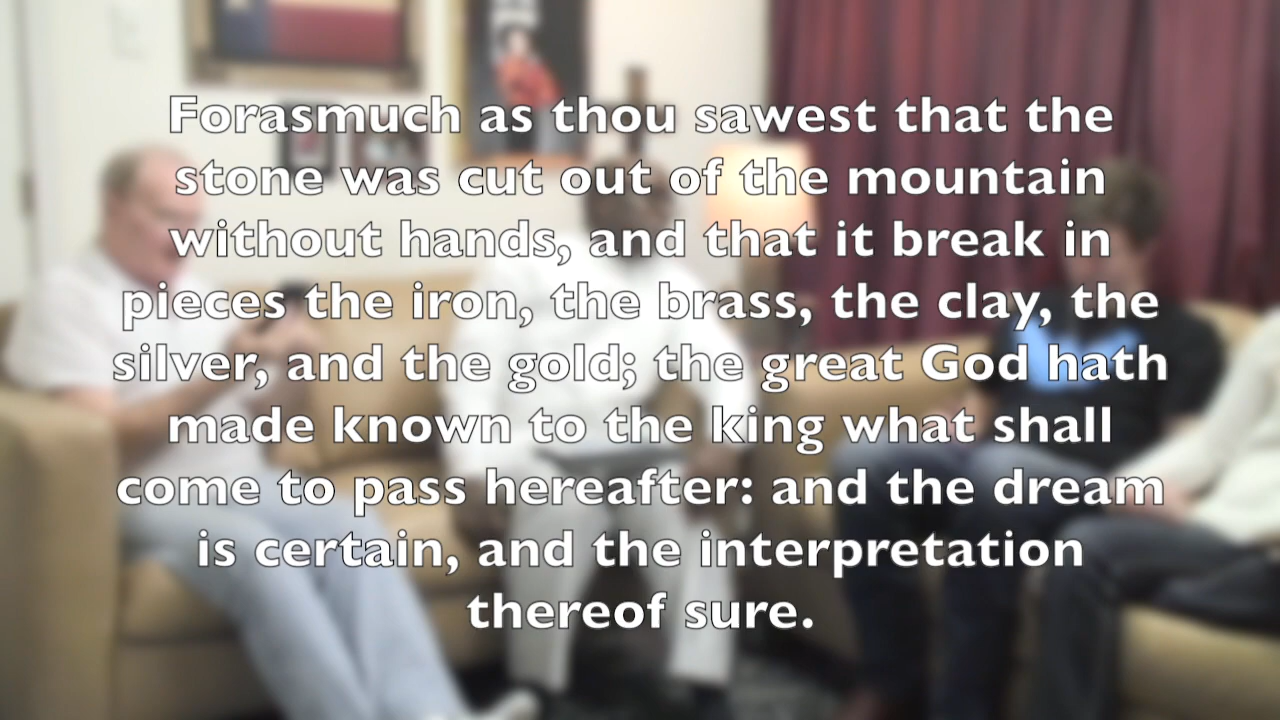 Forasmuch as thou sawest that the
stone was cut out of the mountain
without hands, and that it break in
pieces the iron, the brass, the clay, the
silver, and the gold; the great God hath
made known to the king what shall
come to pass hereafter: and the dream
is certain, and the interpretation
thereof sure.